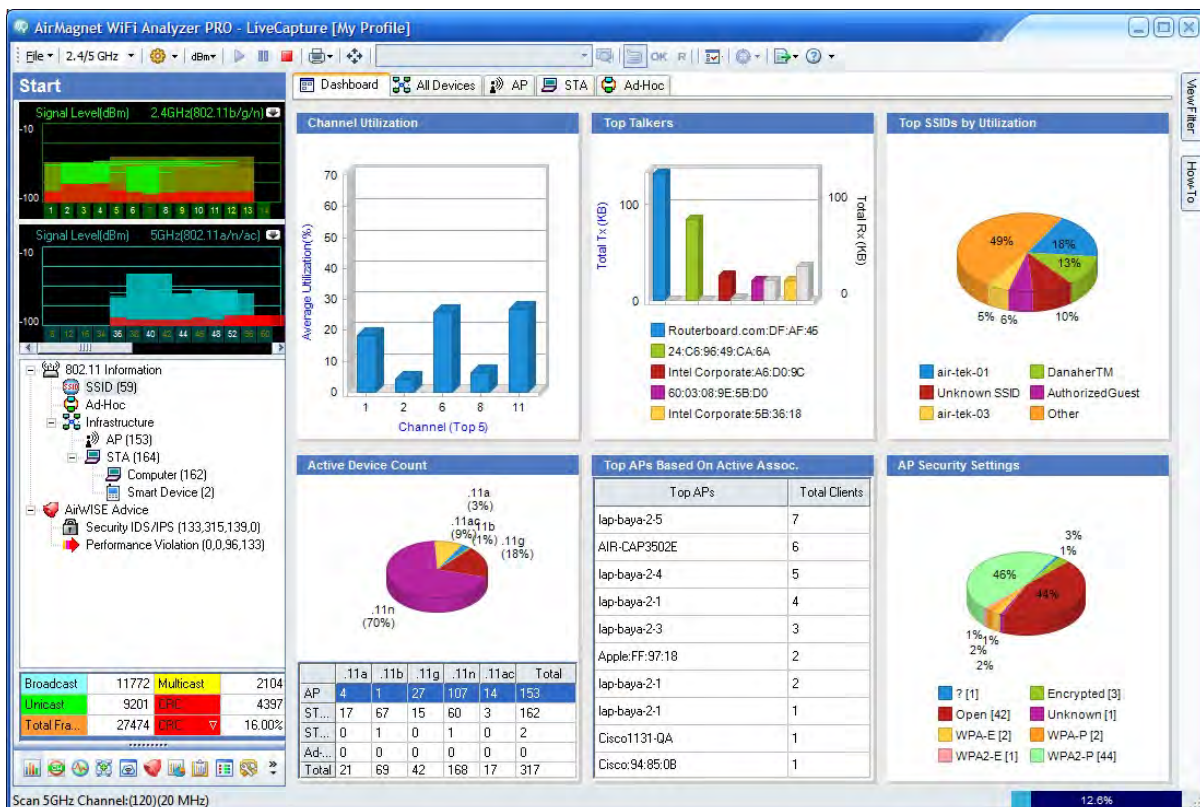 AirMagnet WiFi Analyzer PRO - LiveCapture [My Profile]
File 2.4/5 GHz dBm OK R
Start
Signal Level(dBm) 2.4GHz(802.11b/g/n)
-10
-100
1 2 3 4 5 6 7 8 9 10 11 12 13 14
Signal Level(dBm) 5GHz(802.11a/n/ac)
-10
-100
36 40 44 48 52
802.11 Information
SSID (59)
Ad-Hoc
Infrastructure
AP (153)
STA (164)
Computer (162)
Smart Device (2)
AirWISE Advice
Security IDS/IPS (133,315,139,0)
Performance Violation (0,0,96,133)
Broadcast 11772 Multicast 2104
Unicast 9201 CRC 4397
Total Fra... 27474 CRC 16.00%
Scan 5GHz Channel:(120)(20 MHz)
Dashboard All Devices AP STA Ad-Hoc
ViewFilter
How-To
Channel Utilization
Average Utilization(%)
70
60
50
40
30
20
10
0
1 2 6 8 11
Channel (Top 5)
Top Talkers
Total Tx (KB)
100
0
100
0
Total Rx (KB)
Routerboard.com:DF:AF:45
24:C6:96:49:CA:6A
Intel Corporate:A6:D0:9C
60:03:08:9E:5B:D0
Intel Corporate:5B:36:18
Top SSIDs by Utilization
49%
18%
13%
10%
6%
5%
air-tek-01
DanaherTM
Unknown SSID
AuthorizedGuest
air-tek-03
Other
Active Device Count
.11a
(3%)
.11ac
(9%)
.11b
(1%)
.11g
(18%)
.11n
(70%)
.11a .11b .11g .11n .11ac Total
AP 4 1 27 107 14 153
ST... 17 67 15 60 3 162
ST... 0 1 0 1 0 2
Ad-... 0 0 0 0 0 0
Total 21 69 42 168 17 317
Top APs Based On Active Assoc.
Top APs Total Clients
lap-baya-2-5 7
AIR-CAP3502E 6
lap-baya-2-4 5
lap-baya-2-1 4
lap-baya-2-3 3
Apple:FF:97:18 2
lap-baya-2-1 2
lap-baya-2-1 1
Cisco1131-QA 1
Cisco:94:85:0B 1
AP Security Settings
3%
1%
46%
44%
1%
1%
2%
2%
? [1]
Encrypted [3]
Open [42]
Unknown [1]
WPA-E [2]
WPA-P [2]
WPA2-E [1]
WPA2-P [44]
12.6%